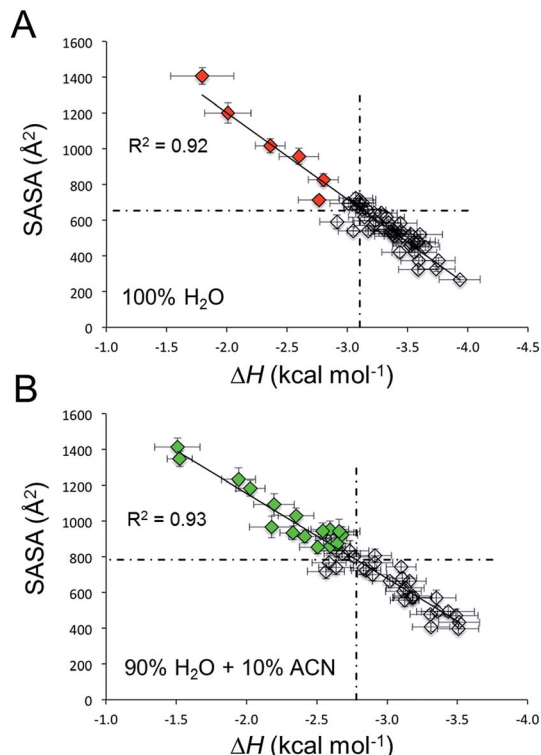 A
1600
1400
1200
1000
800
600
400
200
0
SASA (Å²)
R² = 0.92
100% H₂O
-1.0 -1.5 -2.0 -2.5 -3.0 -3.5 -4.0 -4.5
ΔH (kcal mol⁻¹)
B
1600
1400
1200
1000
800
600
400
200
0
SASA (Å²)
R² = 0.93
90% H₂O + 10% ACN
-1.0 -1.5 -2.0 -2.5 -3.0 -3.5 -4.0
ΔH (kcal mol⁻¹)